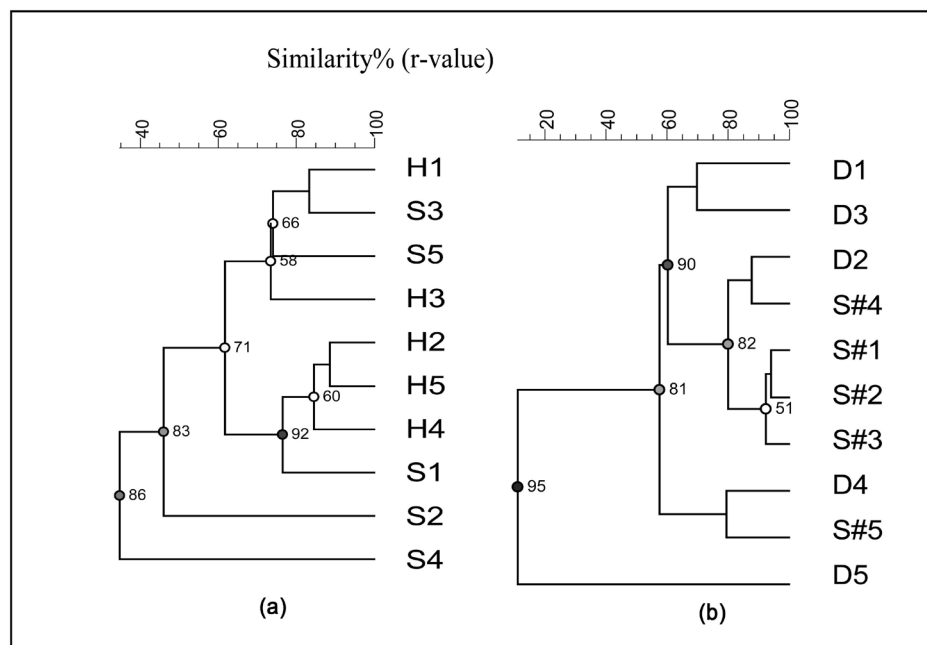 Similarity% (r-value)
40 60 80 100
H1
S3
66
S5
58
H3
H2
71
H5
60
H4
92
S1
83
S2
86
S4
(a)
20 40 60 80 100
D1
D3
D2
90
S#4
82
S#1
S#2
81
51
S#3
D4
95
S#5
D5
(b)